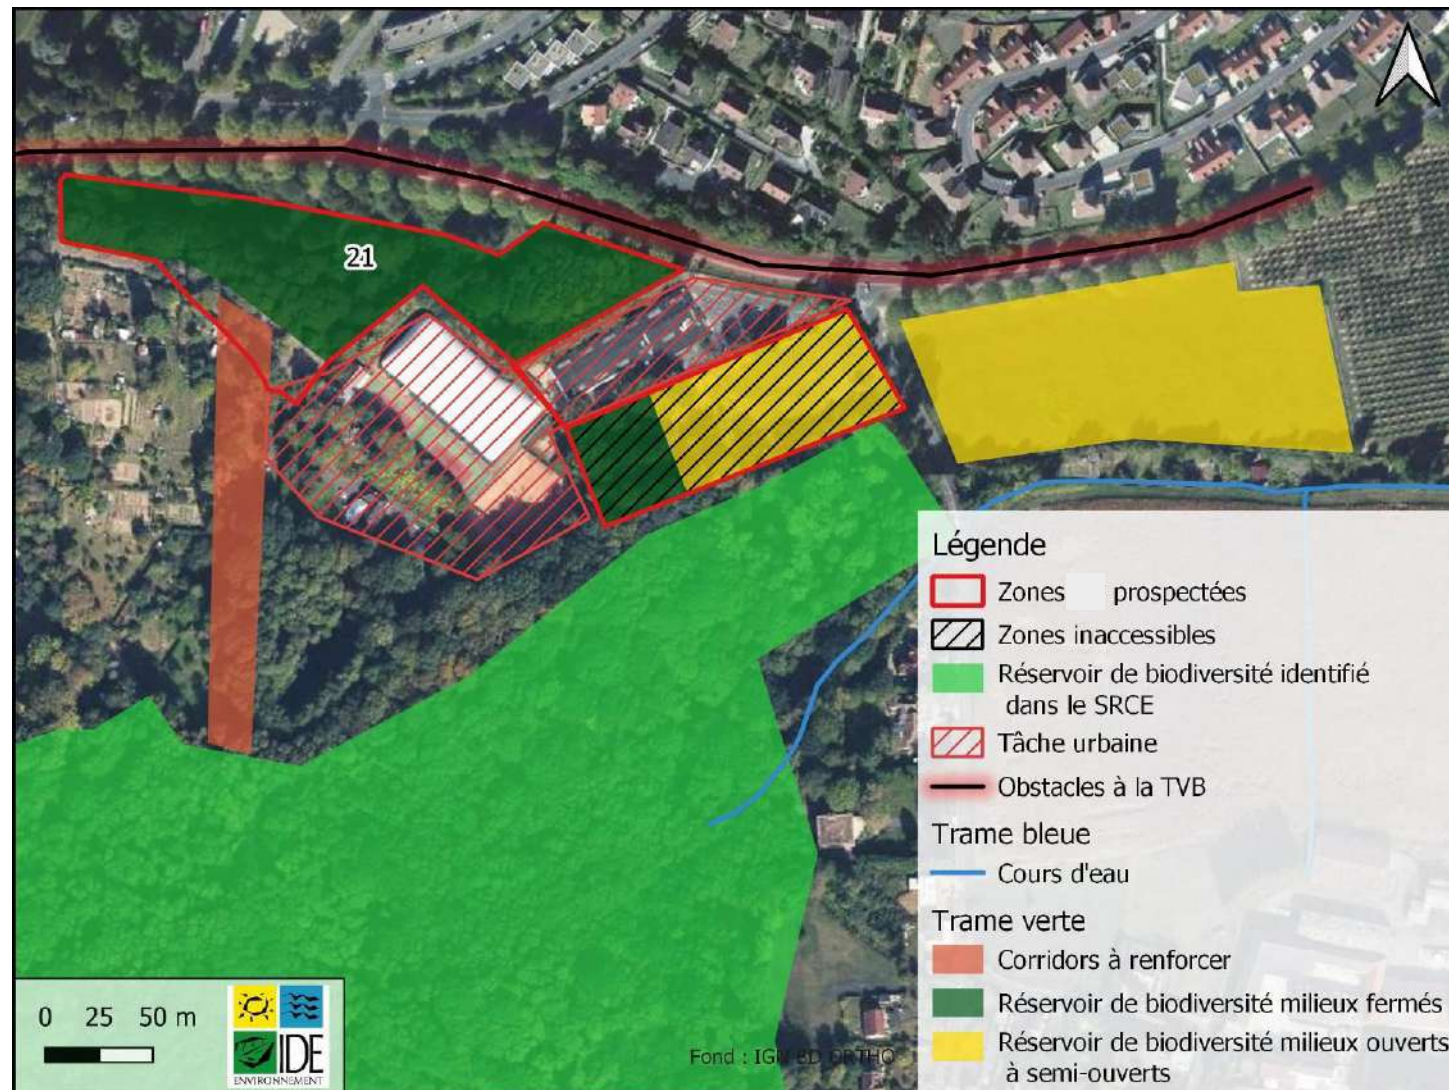 21
Légende
Zones prospectées
Zones inaccessibles
Réservoir de biodiversité identifié
dans le SRCE
Tâche urbaine
Obstacles à la TVB
Trame bleue
Cours d'eau
Trame verte
Corridors à renforcer
Réservoir de biodiversité milieux fermés
Réservoir de biodiversité milieux ouverts
à semi-ouverts
0 25 50 m
IDE
ENVIRONNEMENT
Fond : IGN BD ORTHO